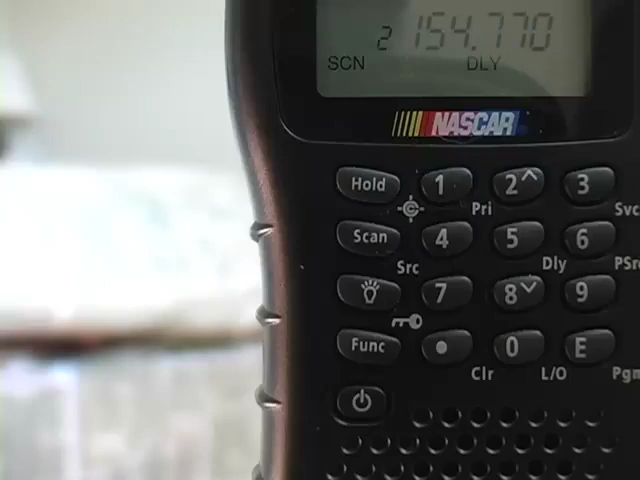 2 154.770
SCN DLY
NASCAR
Hold 1 2 3
Pri Svc
Scan 4 5 6
Src Dly PSr
7 8 9
Func • 0 E
Clr L/O Pgm